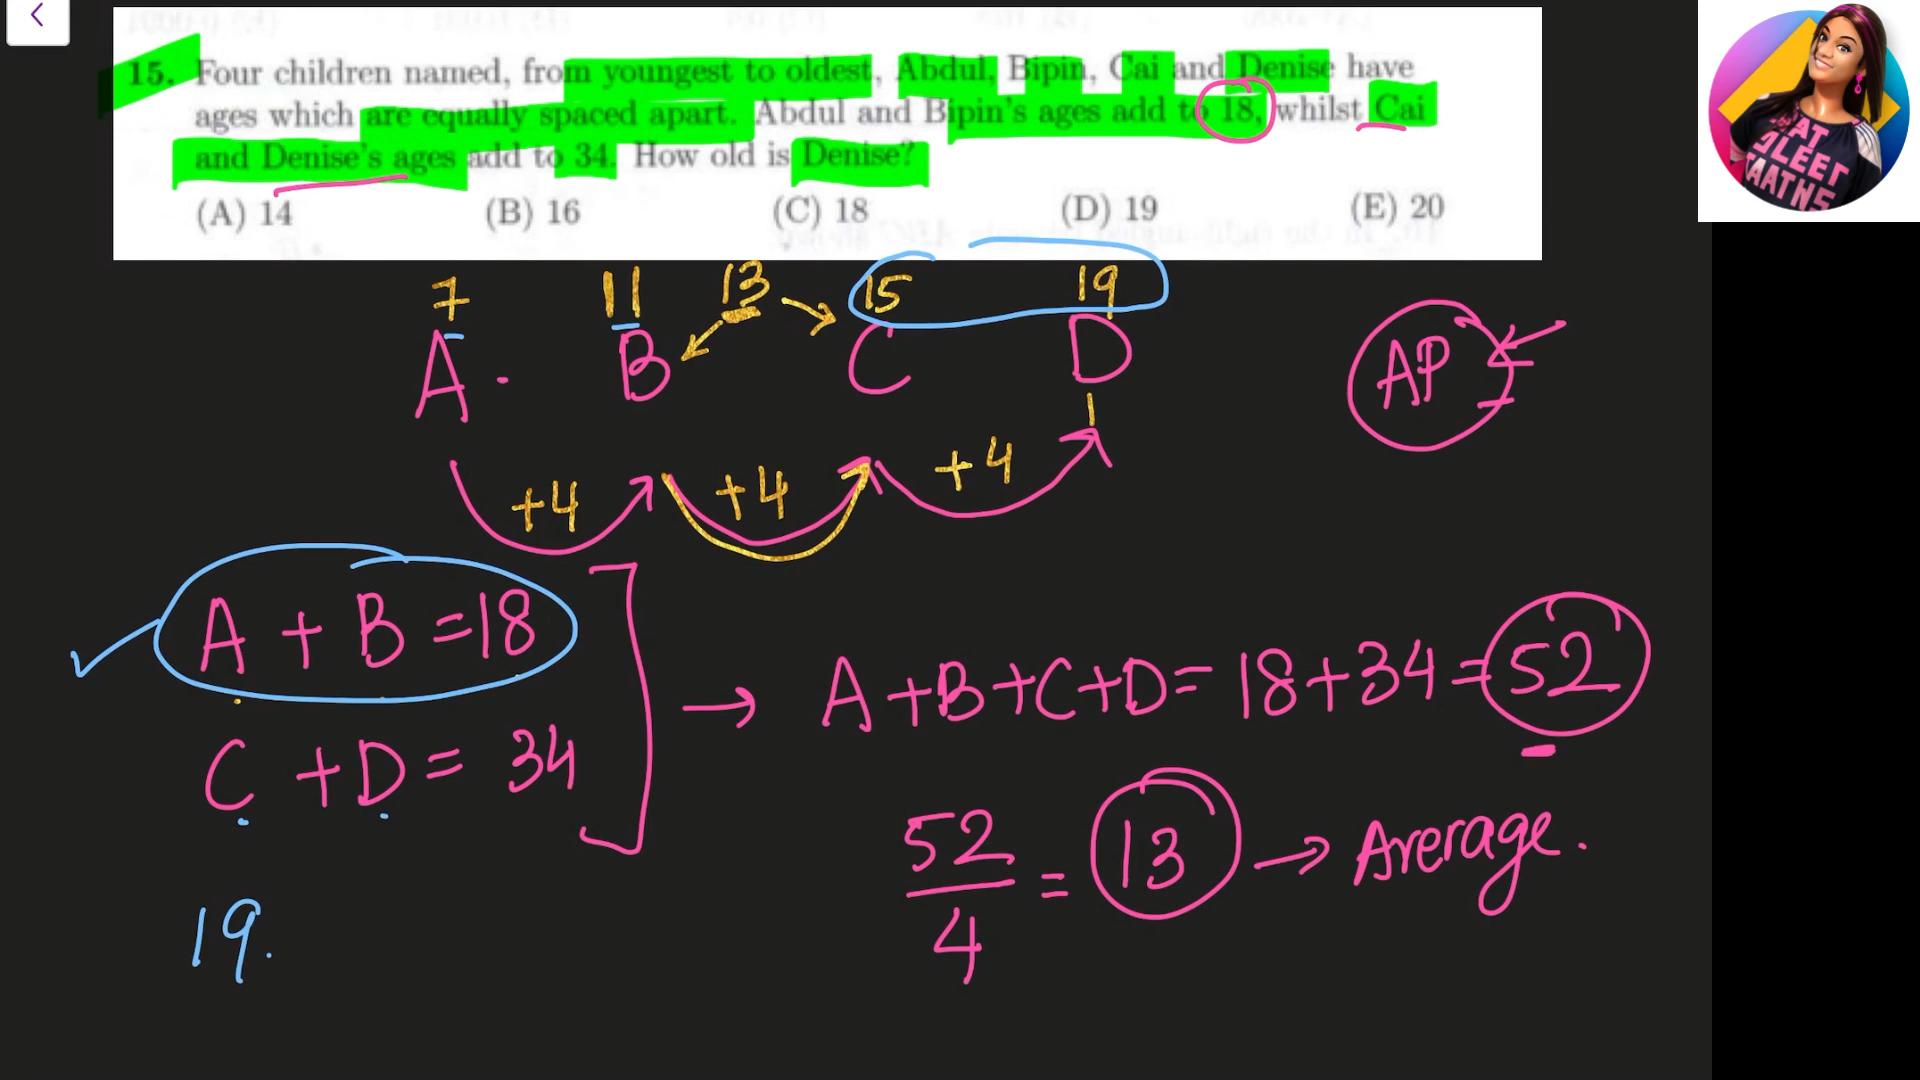 15. Four children named, from youngest to oldest, Abdul, Bipin, Cai and Denise have
ages which are equally spaced apart. Abdul and Bipin's ages add to 18, whilst Cai
and Denise's ages add to 34. How old is Denise?
(A) 14 (B) 16 (C) 18 (D) 19 (E) 20
7 11 13 15 19
A B C D
AP
+4 +4 +4
A + B = 18
A + B + C + D = 18 + 34 = 52
C + D = 34
52/4 = 13 → Average.
19.
EAT
SLEEP
MATHS